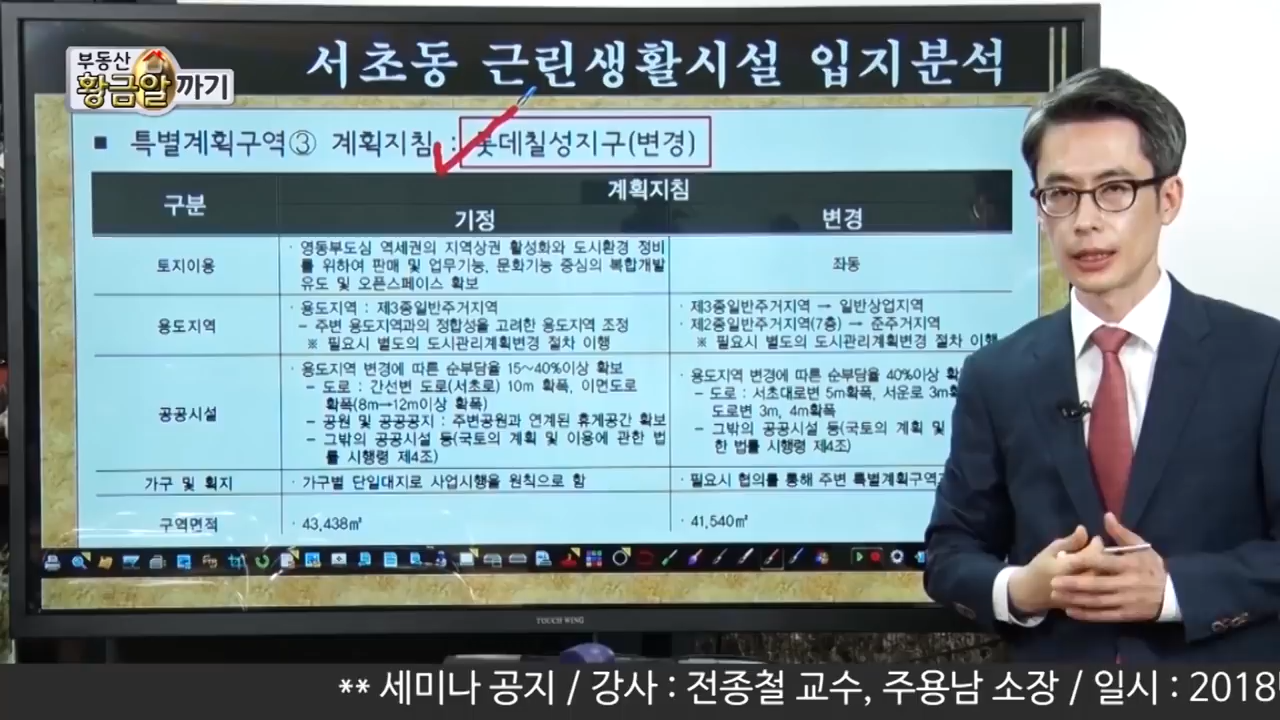 부동산
황금알까기
서초동 근린생활시설 입지분석
■ 특별계획구역③ 계획지침 : 롯데칠성지구(변경)
구분
계획지침
기정
변경
토지이용
· 영동부도심 역세권의 지역상권 활성화와 도시환경 정비
를 위하여 판매 및 업무기능, 문화기능 중심의 복합개발
유도 및 오픈스페이스 확보
좌동
용도지역
· 용도지역 : 제3종일반주거지역
- 주변 용도지역과의 정합성을 고려한 용도지역 조정
※ 필요시 별도의 도시관리계획변경 절차 이행
· 제3종일반주거지역 → 일반상업지역
· 제2종일반주거지역(7층) → 준주거지역
※ 필요시 별도의 도시관리계획변경 절차 이행
공공시설
· 용도지역 변경에 따른 순부담율 15~40%이상 확보
- 도로 : 간선변 도로(서초로) 10m 확폭, 이면도로
확폭(8m→12m이상 확폭)
- 공원 및 공공공지 : 주변공원과 연계된 휴게공간 확보
- 그밖의 공공시설 등(국토의 계획 및 이용에 관한 법
률 시행령 제4조)
· 용도지역 변경에 따른 순부담율 40%이상
- 도로 : 서초대로변 5m확폭, 서운로 3m
도로변 3m, 4m확폭
- 그밖의 공공시설 등(국토의 계획 및
한 법률 시행령 제4조)
가구 및 획지
· 가구별 단일대지로 사업시행을 원칙으로 함
· 필요시 협의를 통해 주변 특별계획구역
구역면적
· 43,438㎡
· 41,540㎡
TOUCH WING
** 세미나 공지 / 강사 : 전종철 교수, 주용남 소장 / 일시 : 2018